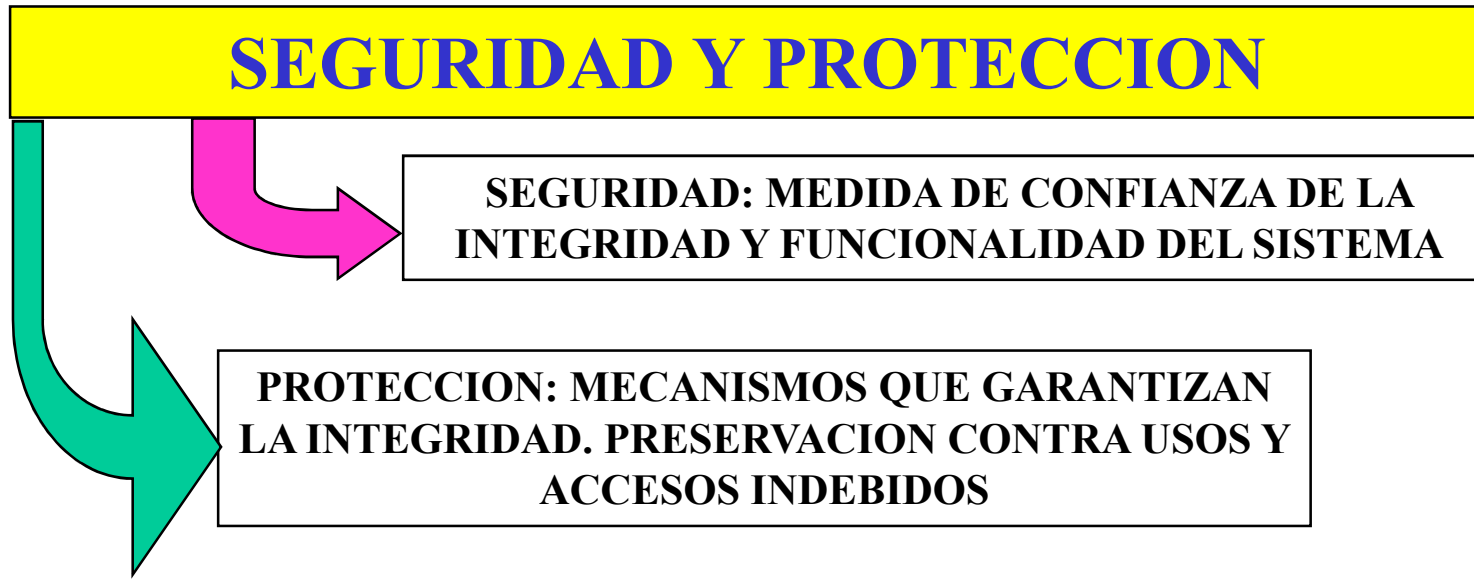 SEGURIDAD Y PROTECCION
SEGURIDAD: MEDIDA DE CONFIANZA DE LA
INTEGRIDAD Y FUNCIONALIDAD DEL SISTEMA
PROTECCION: MECANISMOS QUE GARANTIZAN
LA INTEGRIDAD. PRESERVACION CONTRA USOS Y
ACCESOS INDEBIDOS